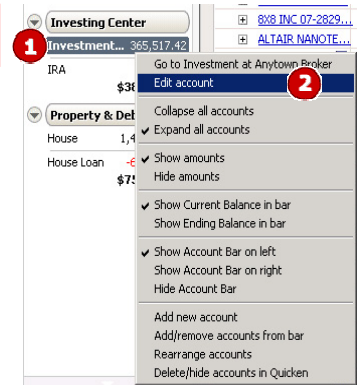 Investing Center
8X8 INC 07-2829...
1
Investment... 365,517.42
ALTAIR NANOTE...
IRA
Go to Investment at Anytown Broker
Edit account
2
Collapse all accounts
Property & Deb
Expand all accounts
House 1,4
House Loan
Show amounts
Hide amounts
Show Current Balance in bar
Show Ending Balance in bar
Show Account Bar on left
Show Account Bar on right
Hide Account Bar
Add new account
Add/remove accounts from bar
Rearrange accounts
Delete/hide accounts in Quicken